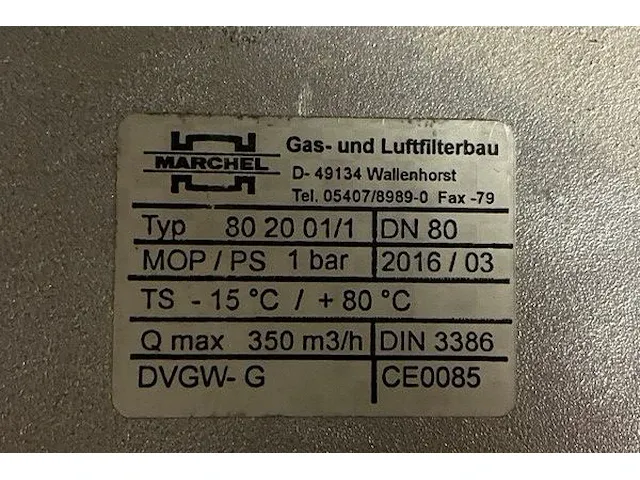 MARCHEL
Gas- und Luftfilterbau
D- 49134 Wallenhorst
Tel. 05407/8989-0 Fax -79
Typ 80 20 01/1 DN 80
MOP / PS 1 bar 2016 / 03
TS - 15 °C / + 80 °C
Q max 350 m3/h DIN 3386
DVGW- G CE0085